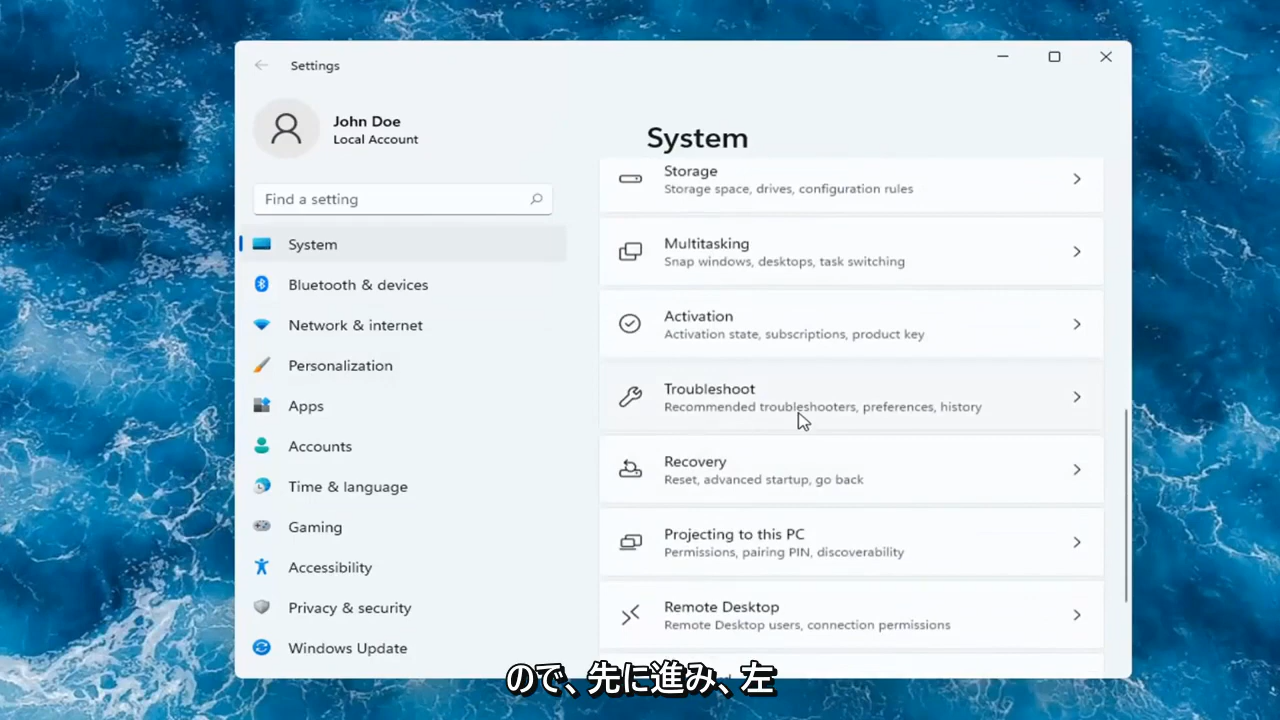 Settings
John Doe
Local Account
Find a setting
System
Bluetooth & devices
Network & internet
Personalization
Apps
Accounts
Time & language
Gaming
Accessibility
Privacy & security
Windows Update
System
Storage
Storage space, drives, configuration rules
Multitasking
Snap windows, desktops, task switching
Activation
Activation state, subscriptions, product key
Troubleshoot
Recommended troubleshooters, preferences, history
Recovery
Reset, advanced startup, go back
Projecting to this PC
Permissions, pairing PIN, discoverability
Remote Desktop
Remote Desktop users, connection permissions
ので、先に進み、左